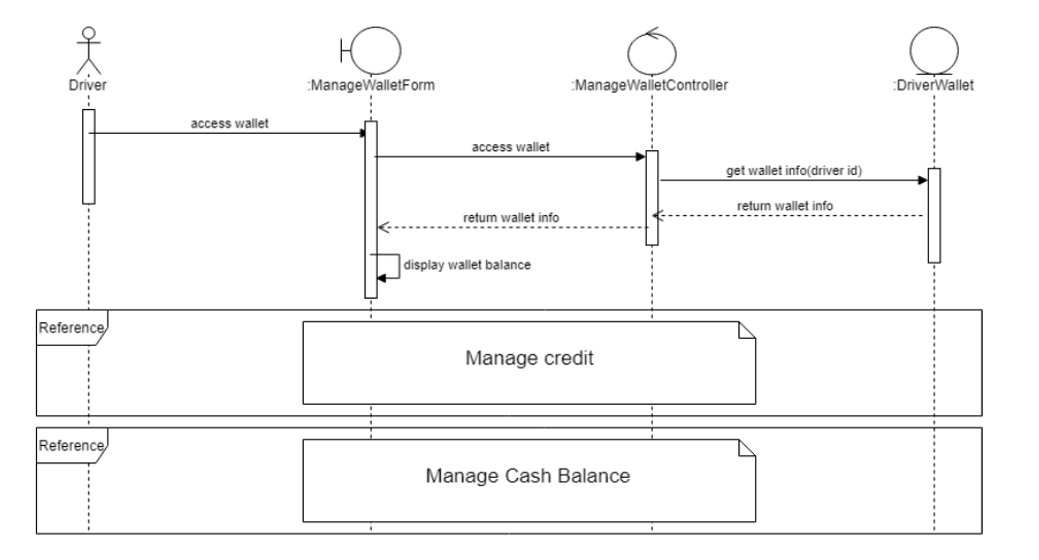 Driver
:ManageWalletForm
:ManageWalletController
:DriverWallet
access wallet
access wallet
get wallet info(driver id)
return wallet info
return wallet info
display wallet balance
Reference
Manage credit
Reference
Manage Cash Balance